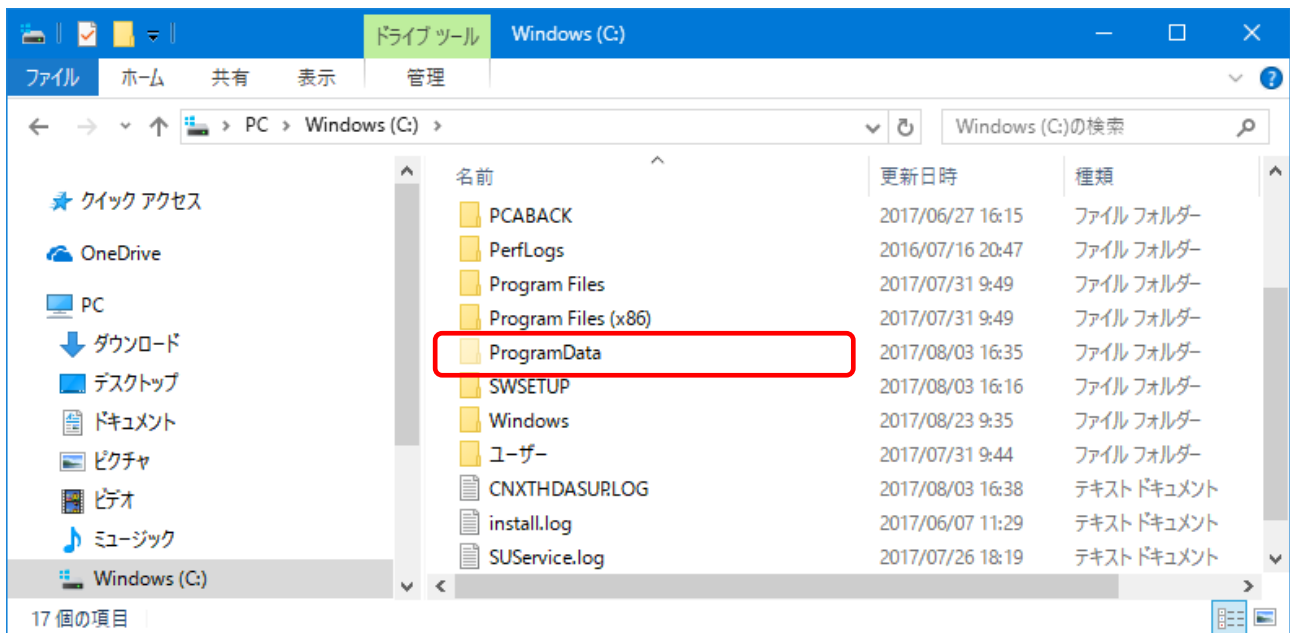 ドライブ ツール Windows (C:)
ファイル ホーム 共有 表示 管理
PC › Windows (C:) › Windows (C:)の検索
クイック アクセス
OneDrive
PC
ダウンロード
デスクトップ
ドキュメント
ピクチャ
ビデオ
ミュージック
Windows (C:)
名前 更新日時 種類
PCABACK 2017/06/27 16:15 ファイル フォルダー
PerfLogs 2016/07/16 20:47 ファイル フォルダー
Program Files 2017/07/31 9:49 ファイル フォルダー
Program Files (x86) 2017/07/31 9:49 ファイル フォルダー
ProgramData 2017/08/03 16:35 ファイル フォルダー
SWSETUP 2017/08/03 16:16 ファイル フォルダー
Windows 2017/08/23 9:35 ファイル フォルダー
ユーザー 2017/07/31 9:44 ファイル フォルダー
CNXTHDASUP.LOG 2017/08/03 16:38 テキスト ドキュメント
install.log 2017/06/07 11:29 テキスト ドキュメント
SUService.log 2017/07/26 18:19 テキスト ドキュメント
17 個の項目